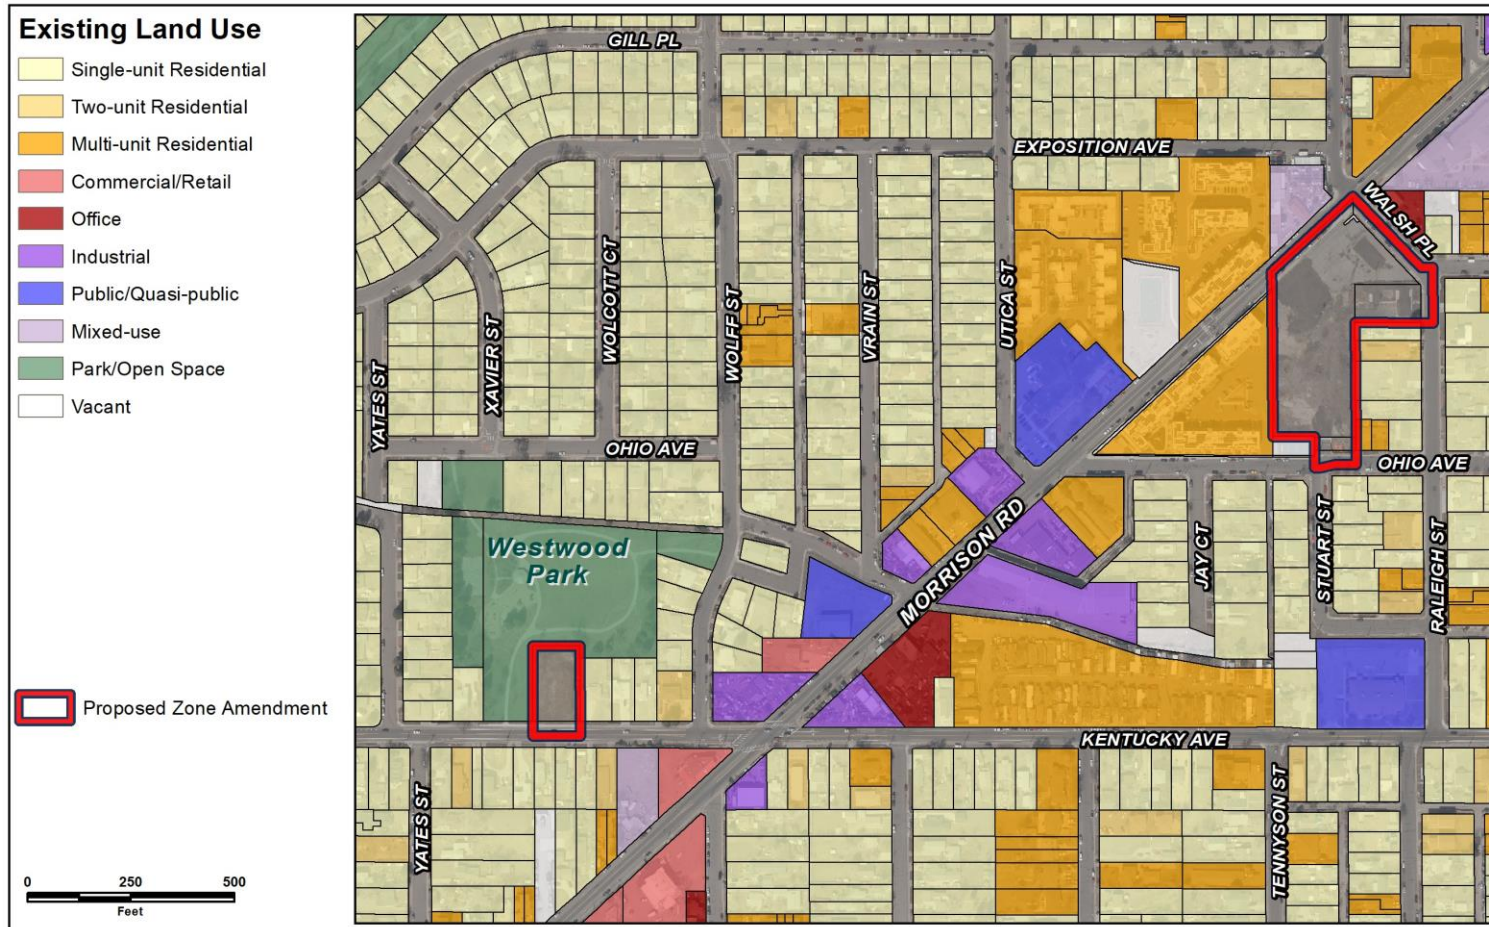 Existing Land Use
Single-unit Residential
Two-unit Residential
Multi-unit Residential
Commercial/Retail
Office
Industrial
Public/Quasi-public
Mixed-use
Park/Open Space
Vacant
Proposed Zone Amendment
0 250 500
Feet
GILL PL
EXPOSITION AVE
WALSH PL
WOLCOTT CT
WOLFF ST
VRAIN ST
UTICA ST
XAVIER ST
YATES ST
OHIO AVE
OHIO AVE
MORRISON RD
Westwood
Park
JAY CT
STUART ST
RALEIGH ST
KENTUCKY AVE
YATES ST
TENNYSON ST